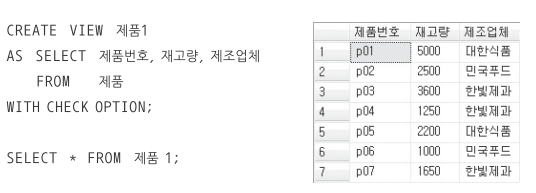 CREATE VIEW 제품1
AS SELECT 제품번호, 재고량, 제조업체
FROM 제품
WITH CHECK OPTION;
SELECT * FROM 제품 1;
제품번호 재고량 제조업체
1 p01 5000 대한식품
2 p02 2500 민국푸드
3 p03 3600 한빛제과
4 p04 1250 한빛제과
5 p05 2200 대한식품
6 p06 1000 민국푸드
7 p07 1650 한빛제과